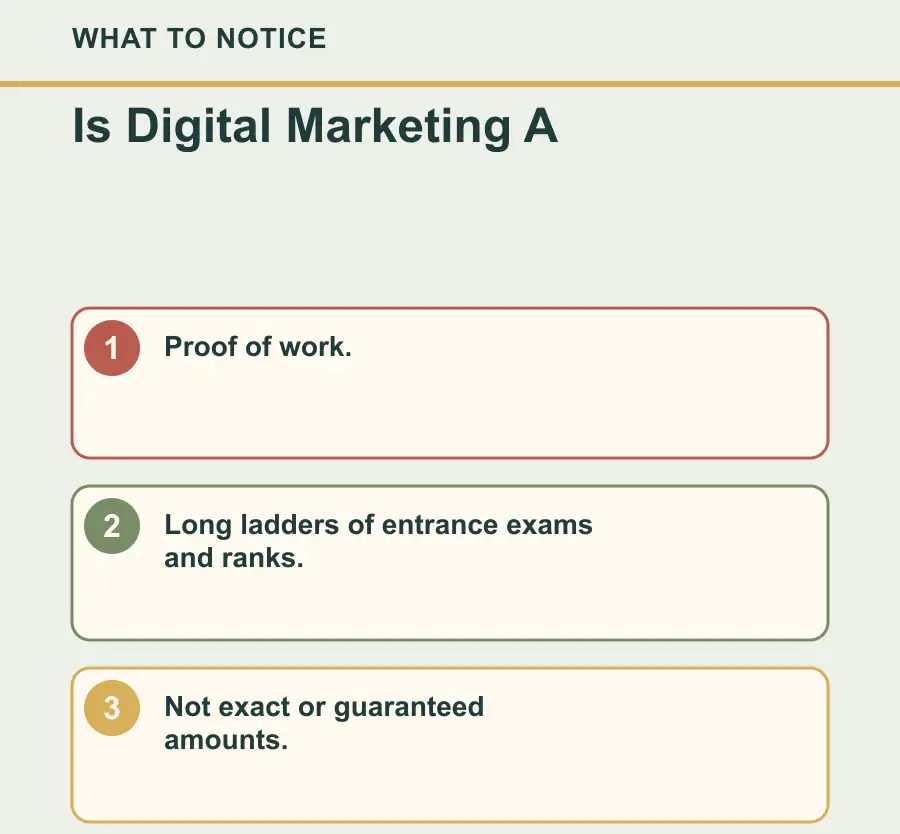 WHAT TO NOTICE
Is Digital Marketing A
1
Proof of work.
2
Long ladders of entrance exams
and ranks.
3
Not exact or guaranteed
amounts.